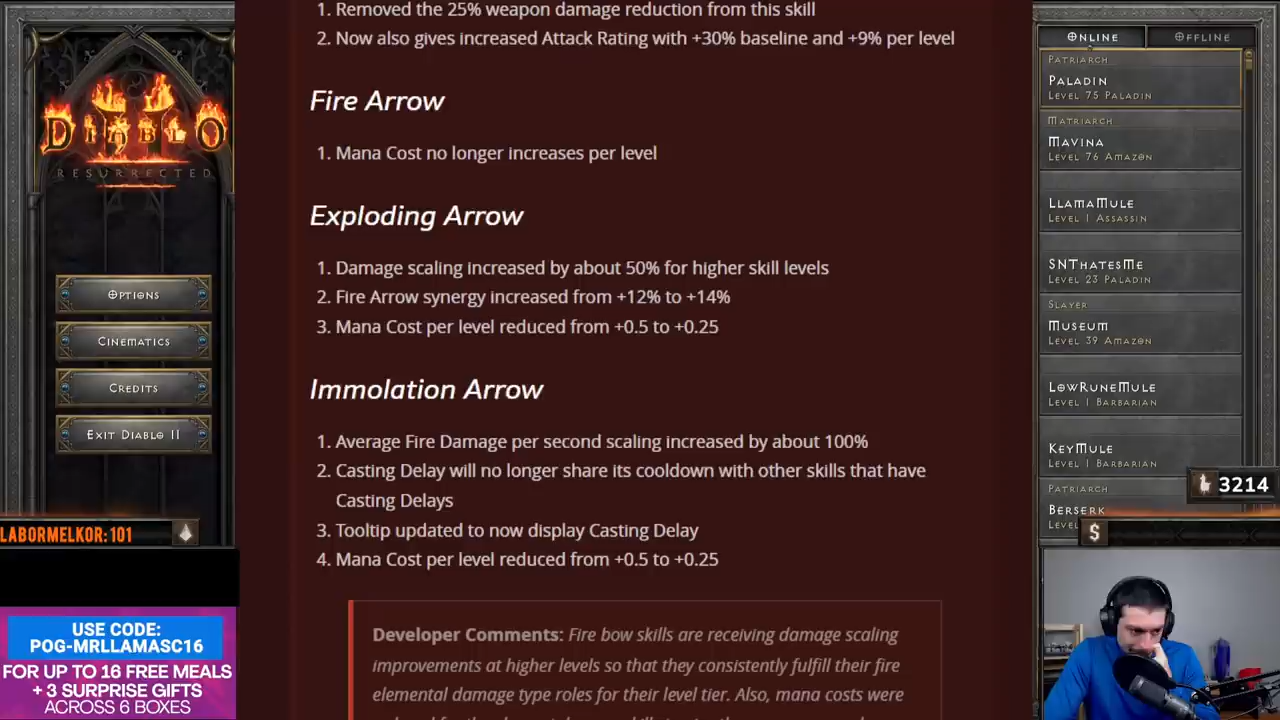 1. Removed the 25% weapon damage reduction from this skill
2. Now also gives increased Attack Rating with +30% baseline and +9% per level
Fire Arrow
1. Mana Cost no longer increases per level
Exploding Arrow
1. Damage scaling increased by about 50% for higher skill levels
2. Fire Arrow synergy increased from +12% to +14%
3. Mana Cost per level reduced from +0.5 to +0.25
Immolation Arrow
1. Average Fire Damage per second scaling increased by about 100%
2. Casting Delay will no longer share its cooldown with other skills that have
Casting Delays
3. Tooltip updated to now display Casting Delay
4. Mana Cost per level reduced from +0.5 to +0.25
Developer Comments: Fire bow skills are receiving damage scaling
improvements at higher levels so that they consistently fulfill their fire
elemental damage type roles for their level tier. Also, mana costs were
DIABLO
RESURRECTED
Options
Cinematics
Credits
Exit Diablo II
LABORMELKOR: 101
USE CODE:
POG-MRLLAMASC16
FOR UP TO 16 FREE MEALS
+ 3 SURPRISE GIFTS
ACROSS 6 BOXES
Online
Offline
Patriarch
Paladin
Level 75 Paladin
Matriarch
Mavina
Level 76 Amazon
LlamaMule
Level 1 Assassin
SNThatesMe
Level 23 Paladin
Slayer
Museum
Level 39 Amazon
LowRuneMule
Level 1 Barbarian
KeyMule
Level 1 Barbarian
Patriarch
Berserk
Level
3214
$